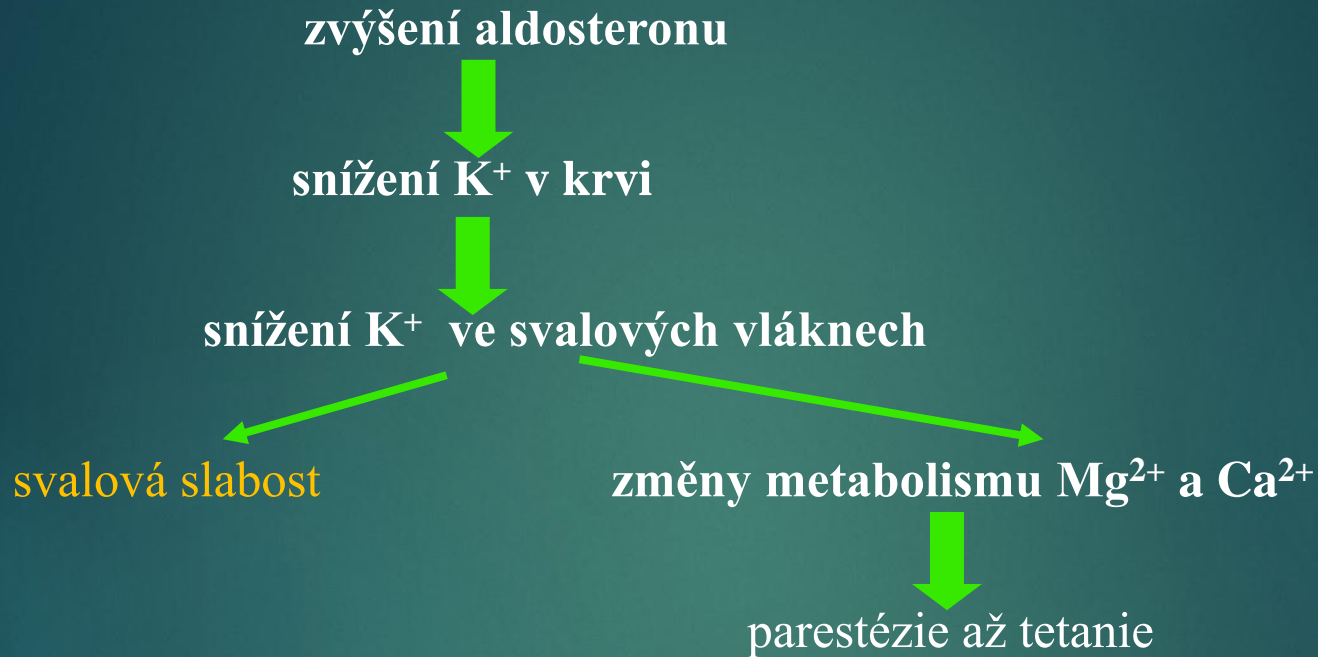 zvýšení aldosteronu
snížení K⁺ v krvi
snížení K⁺ ve svalových vláknech
svalová slabost
změny metabolismu Mg²⁺ a Ca²⁺
parestézie až tetanie